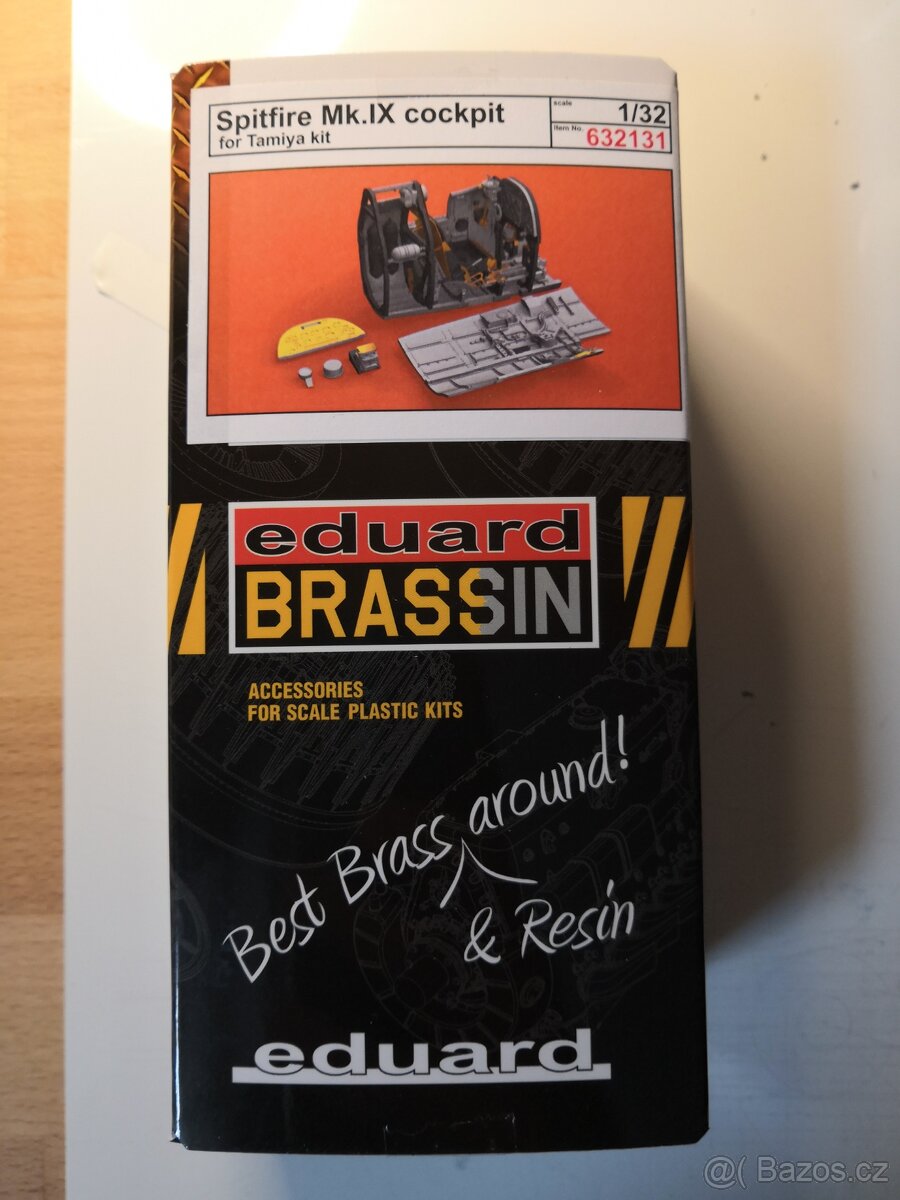 Spitfire Mk.IX cockpit
for Tamiya kit
scale
1/32
Item No.
632131
eduard
BRASSIN
ACCESSORIES
FOR SCALE PLASTIC KITS
Best Brass around!
& Resin
eduard
@( Bazos.cz